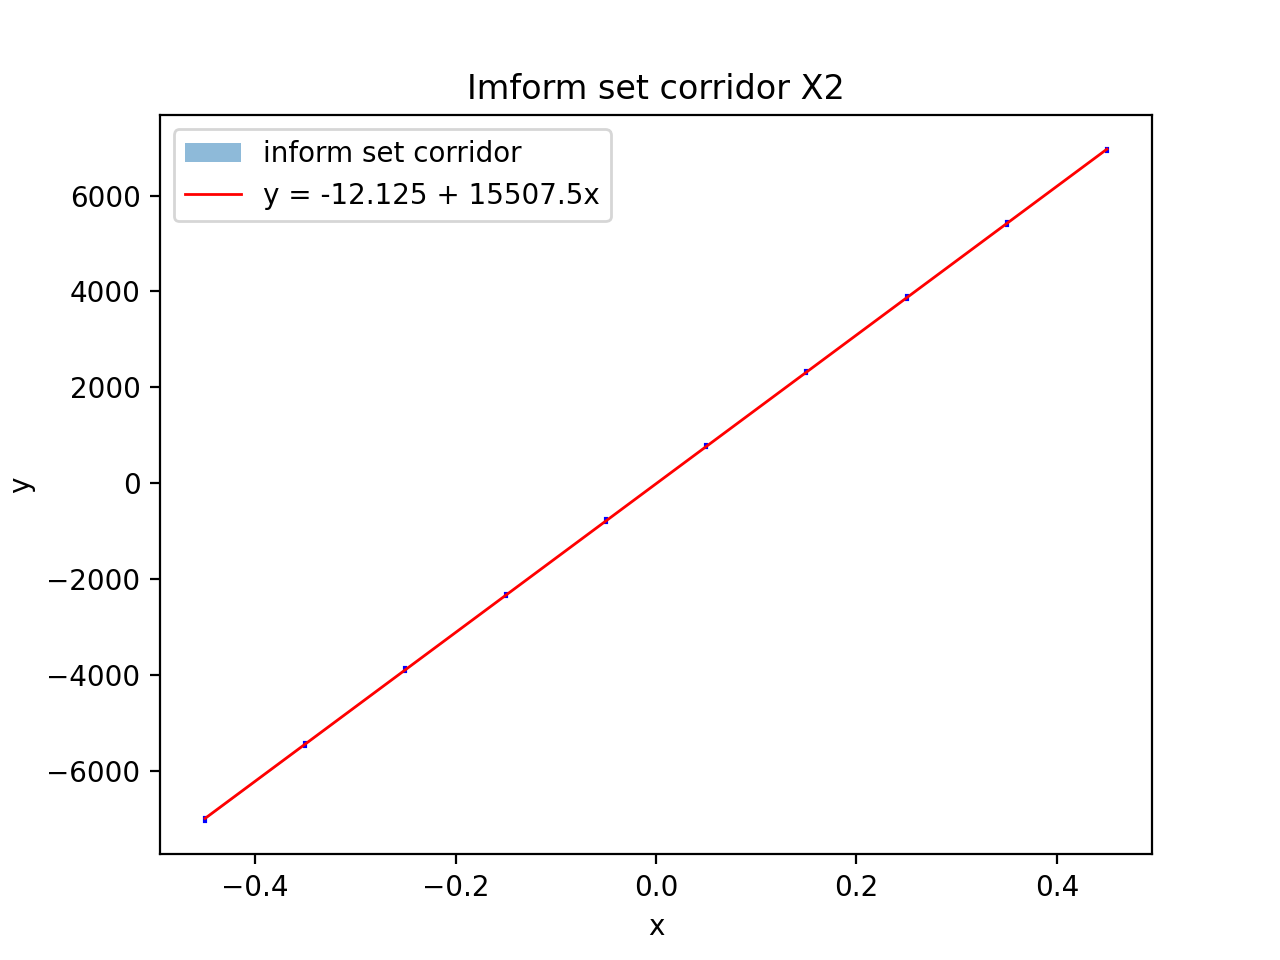 Imform set corridor X2
inform set corridor
y = -12.125 + 15507.5x
6000
4000
2000
0
−2000
−4000
−6000
y
−0.4
−0.2
0.0
0.2
0.4
x